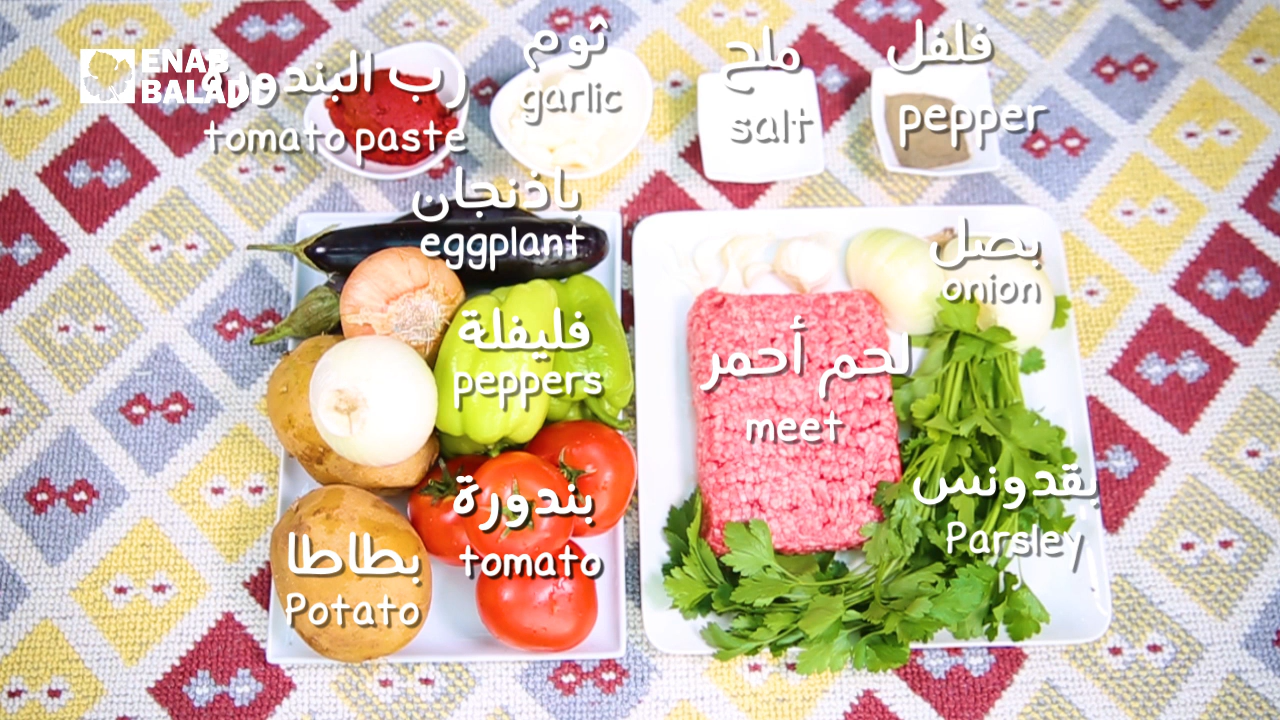 ENAB
BALADI
رب البندورة
tomato paste
ثوم
garlic
ملح
salt
فلفل
pepper
باذنجان
eggplant
بصل
onion
فليفلة
peppers
لحم أحمر
meet
بندورة
tomato
بقدونس
Parsley
بطاطا
Potato